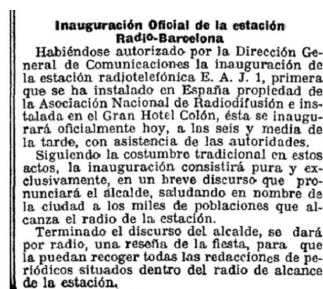 Inauguración Oficial de la estación
Radio-Barcelona
Habiéndose autorizado por la Dirección Ge-
neral de Comunicaciones la inauguración de
la estación radiotelefónica E. A. J. 1, primera
que se ha instalado en España propiedad de
la Asociación Nacional de Radiodifusión e ins-
talada en el Gran Hotel Colón, ésta se inaugu-
rará oficialmente hoy, a las seis y media de
la tarde, con asistencia de las autoridades.
Siguiendo la costumbre tradicional en estos
actos, la inauguración consistirá pura y ex-
clusivamente, en un breve discurso que pro-
nunciará el alcalde, saludando en nombre de
la ciudad a los miles de poblaciones que al-
canza el radio de la estación.
Terminado el discurso del alcalde, se dará
por radio, una reseña de la fiesta, para que
la puedan recoger todas las redacciones de pe-
riódicos situados dentro del radio de alcance
de la estación.